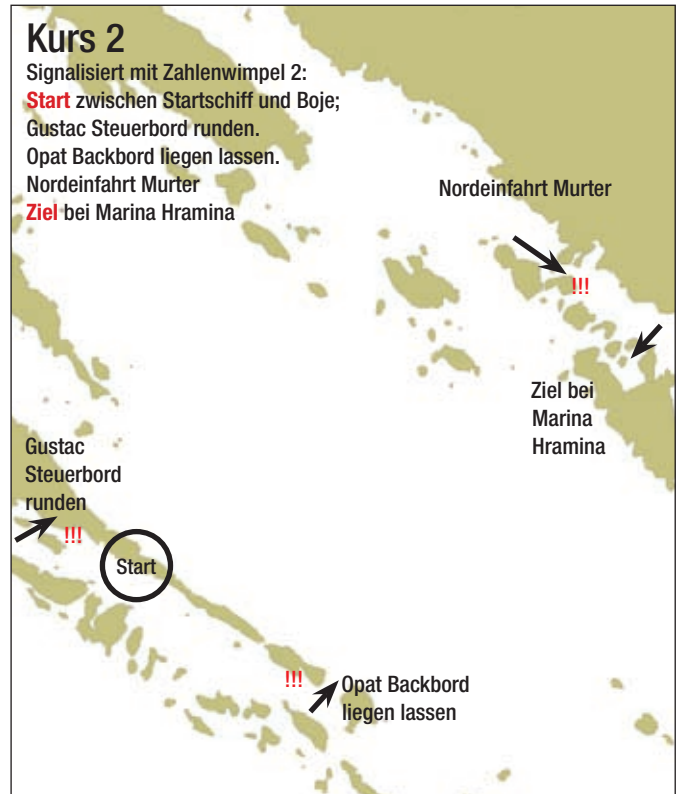 Kurs 2
Signalisiert mit Zahlenwimpel 2:
Start zwischen Startschiff und Boje;
Gustac Steuerbord runden.
Opat Backbord liegen lassen.
Nordeinfahrt Murter
Ziel bei Marina Hramina
Nordeinfahrt Murter
!!!
Ziel bei
Marina
Hramina
Gustac
Steuerbord
runden
!!!
Start
!!!
Opat Backbord
liegen lassen